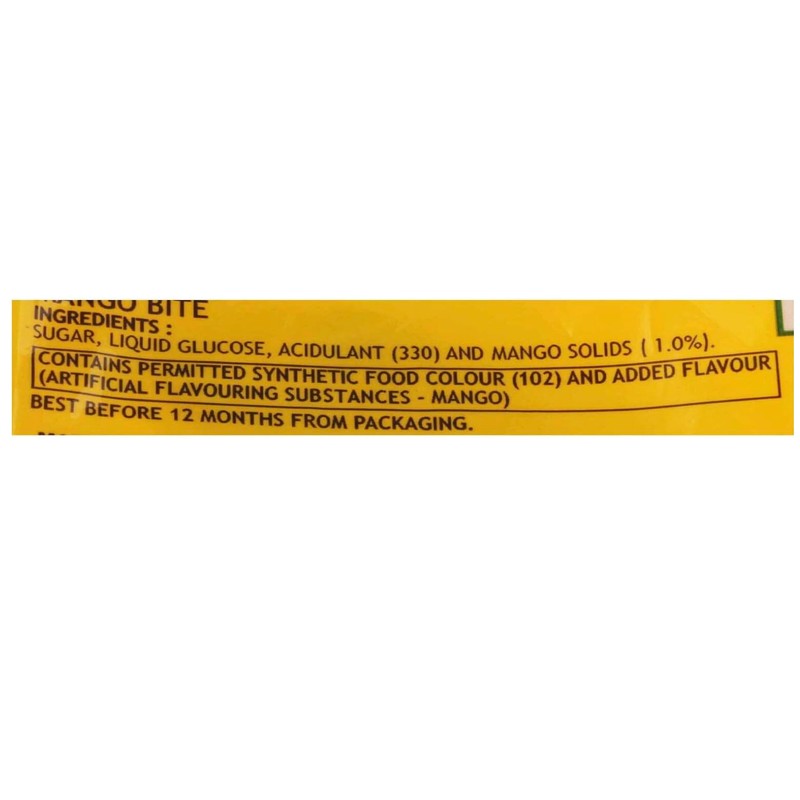 MANGO BITE
INGREDIENTS :
SUGAR, LIQUID GLUCOSE, ACIDULANT (330) AND MANGO SOLIDS ( 1.0%).
CONTAINS PERMITTED SYNTHETIC FOOD COLOUR (102) AND ADDED FLAVOUR
(ARTIFICIAL FLAVOURING SUBSTANCES - MANGO)
BEST BEFORE 12 MONTHS FROM PACKAGING.